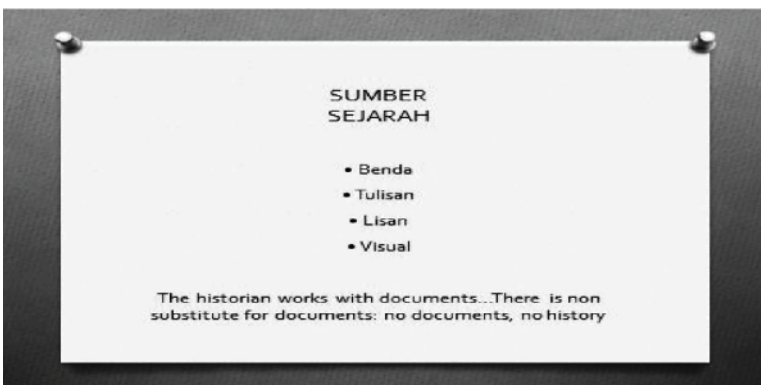 SUMBER
SEJARAH
• Benda
• Tulisan
• Lisan
• Visual
The historian works with documents...There is non
substitute for documents: no documents, no history